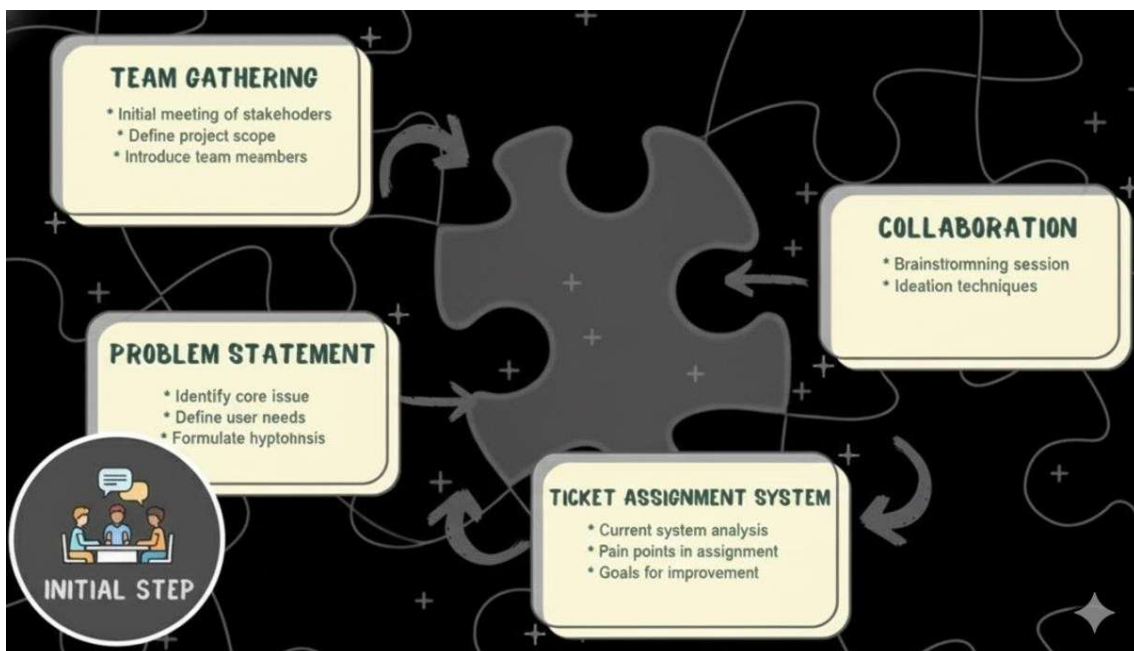 TEAM GATHERING
* Initial meeting of stakehoders
* Define project scope
* Introduce team meambers
COLLABORATION
* Brainstromning session
* Ideation techniques
PROBLEM STATEMENT
* Identify core issue
* Define user needs
* Formulate hyptohnsis
TICKET ASSIGNMENT SYSTEM
* Current system analysis
* Pain points in assignment
* Goals for improvement
INITIAL STEP